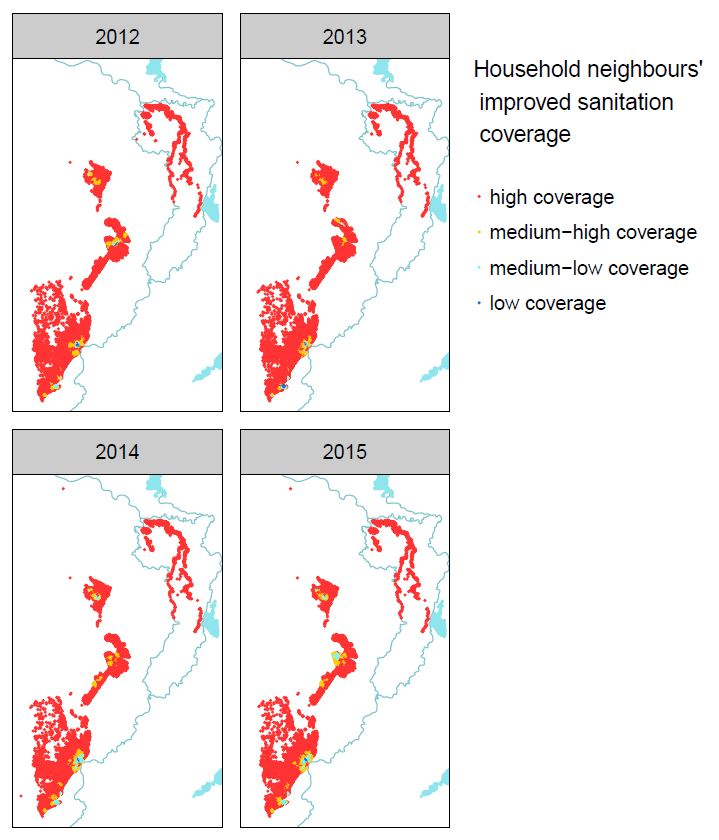 2012
2013
Household neighbours'
improved sanitation
coverage
high coverage
medium−high coverage
medium−low coverage
low coverage
2014
2015